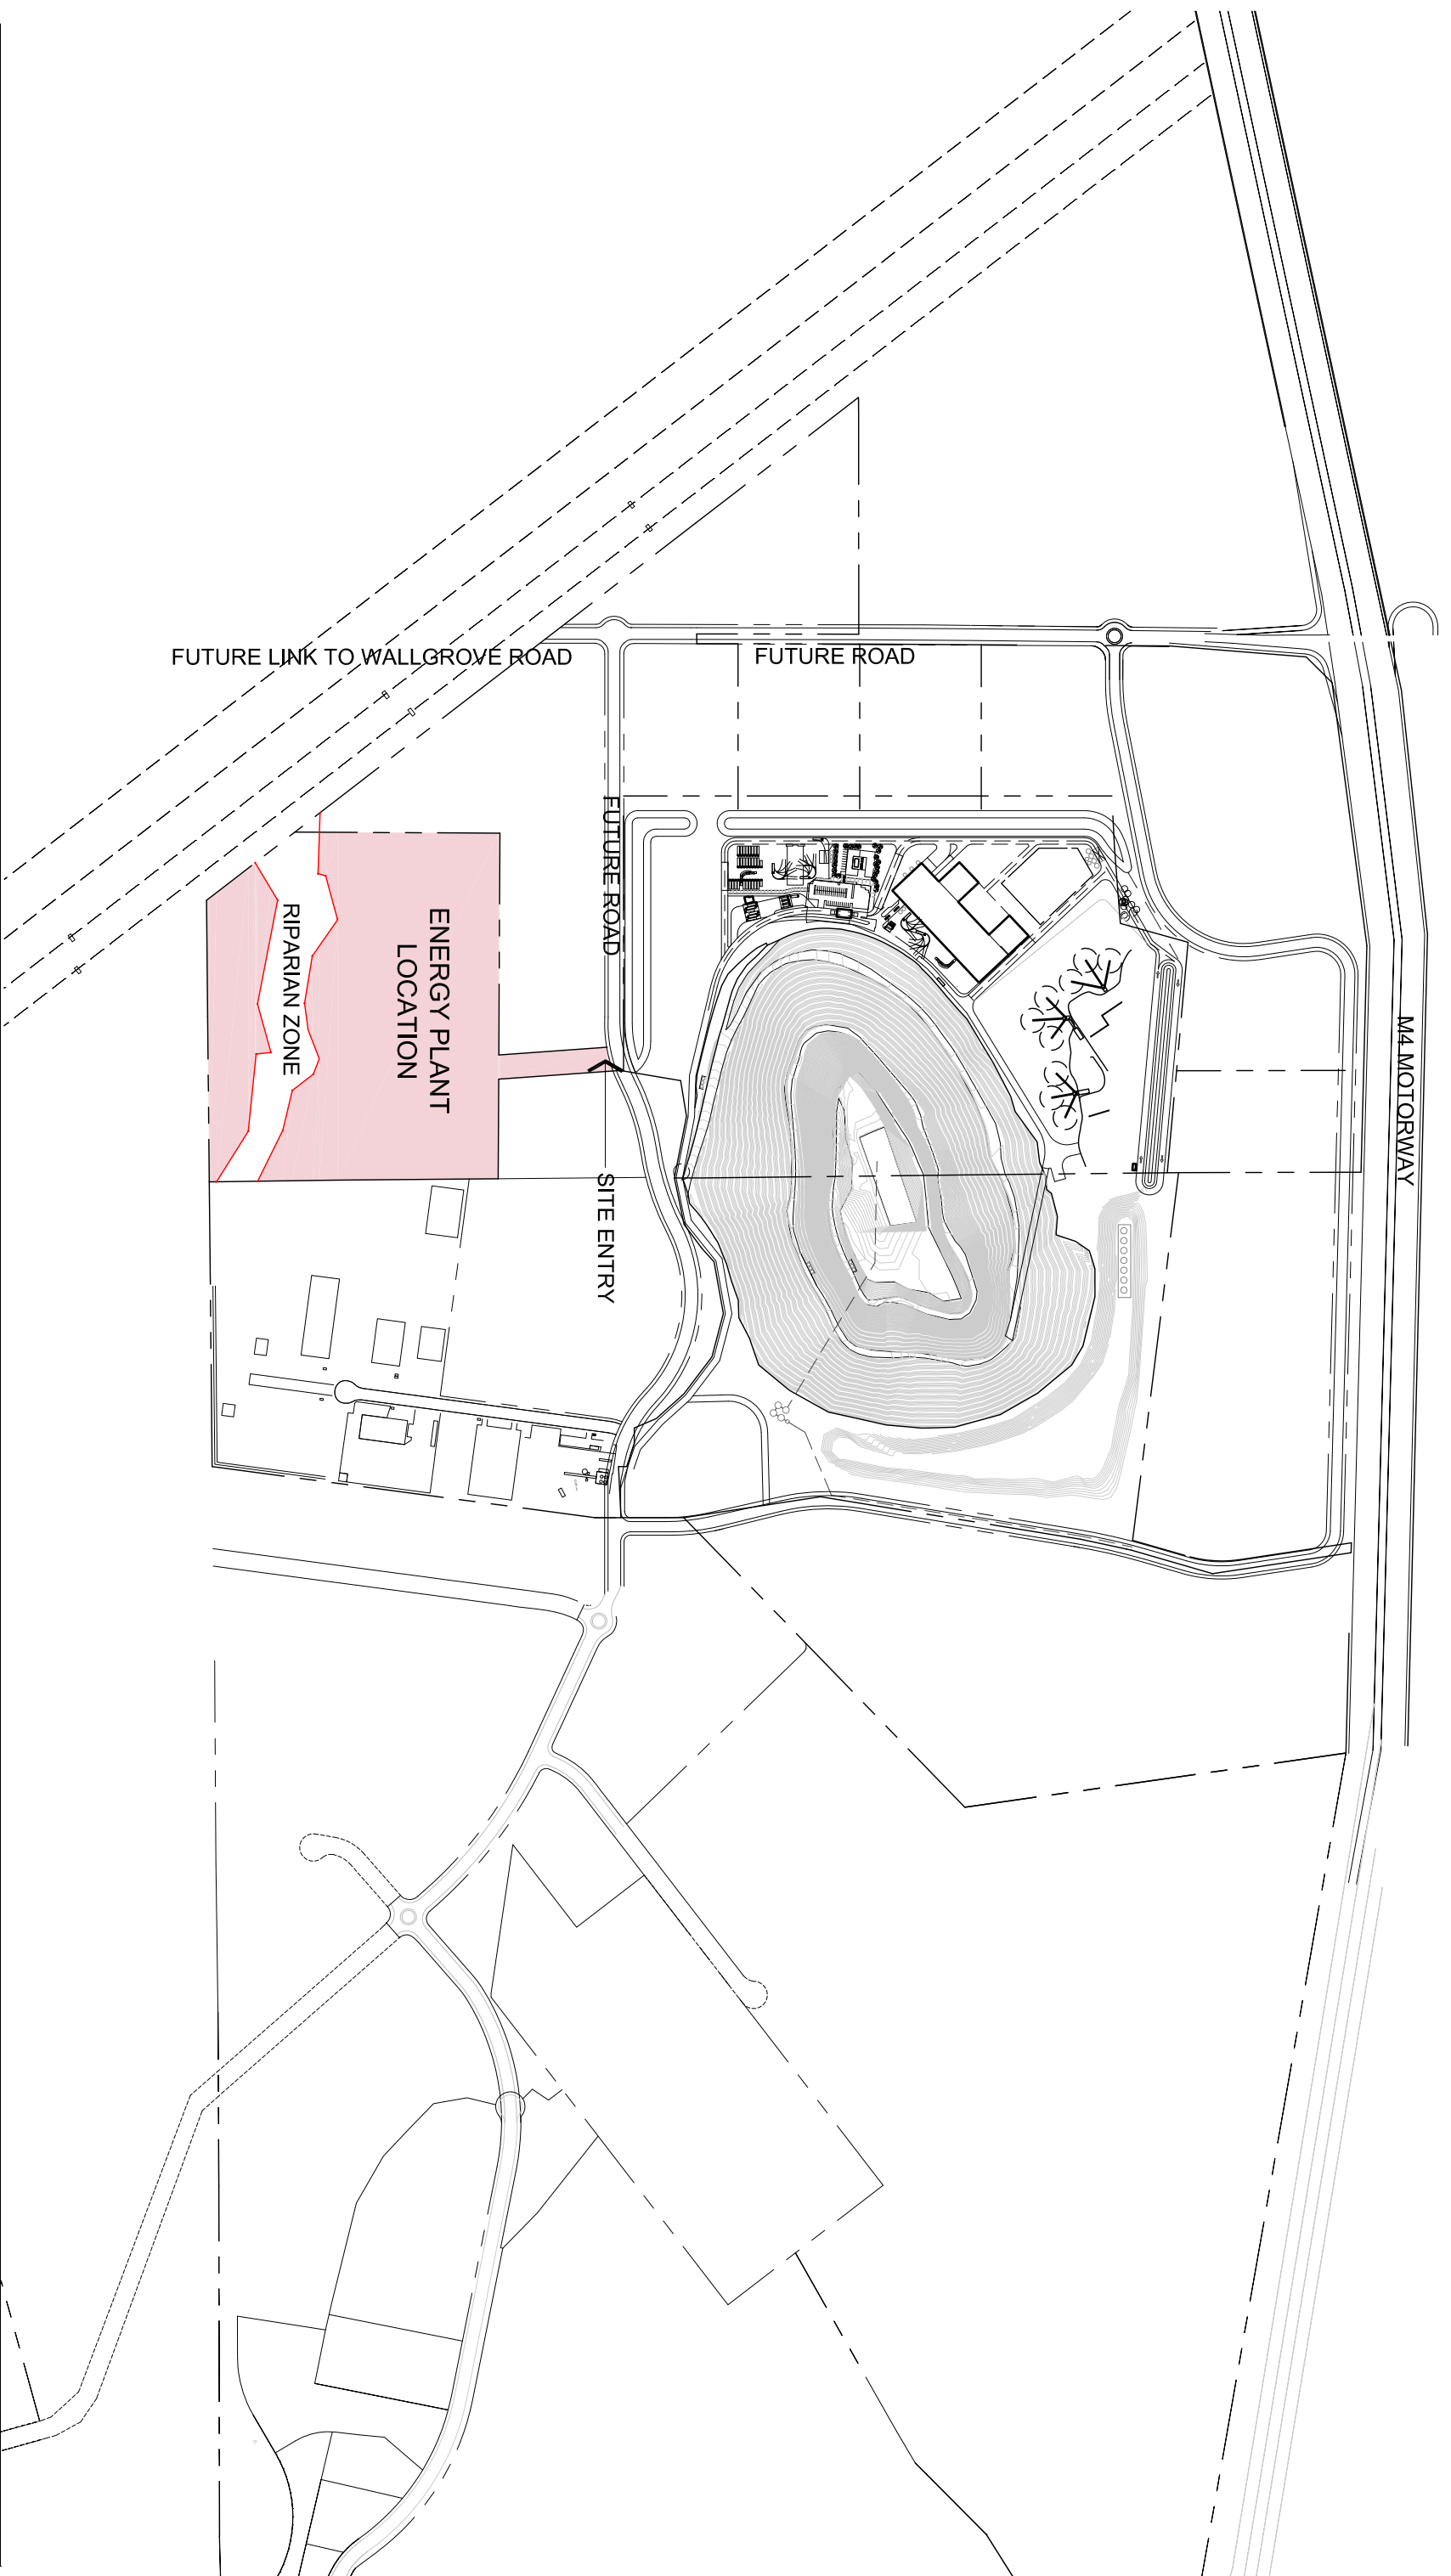 FUTURE LINK TO WALLGROVE ROAD
FUTURE ROAD
FUTURE ROAD
ENERGY PLANT
LOCATION
RIPARIAN ZONE
M4 MOTORWAY
SITE ENTRY